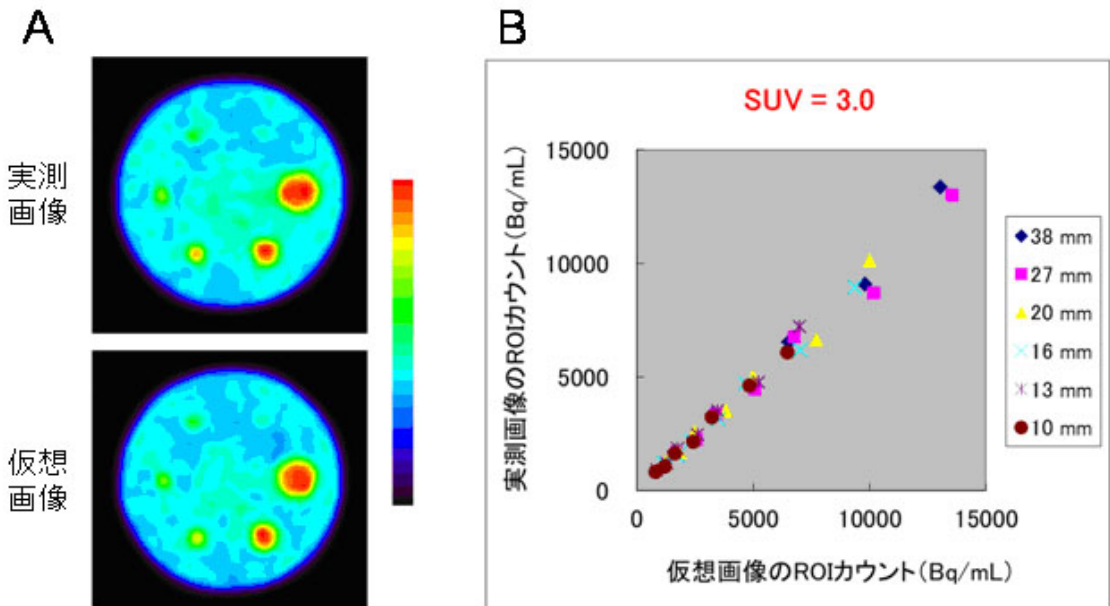 A
実測
画像
仮想
画像
B
SUV = 3.0
実測画像のROIカウント(Bq/mL)
15000
10000
5000
0
0 5000 10000 15000
仮想画像のROIカウント(Bq/mL)
38 mm
27 mm
20 mm
16 mm
13 mm
10 mm